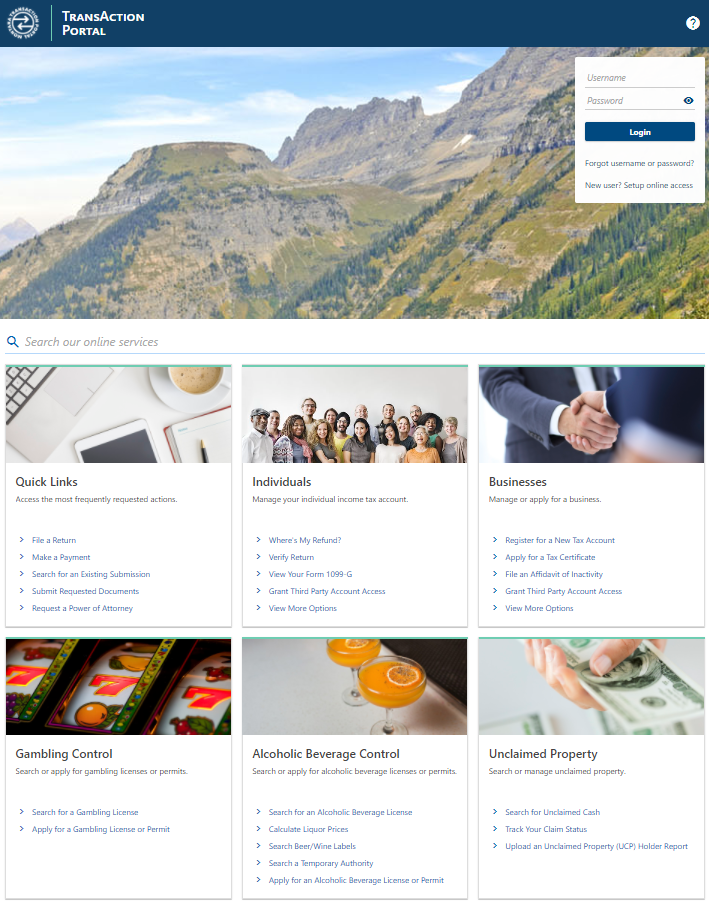 TRANSACTION PORTAL
TransAction
Portal
?
Username
Password
Login
Forgot username or password?
New user? Setup online access
Search our online services
Quick Links
Access the most frequently requested actions.
File a Return
Make a Payment
Search for an Existing Submission
Submit Requested Documents
Request a Power of Attorney
Individuals
Manage your individual income tax account.
Where's My Refund?
Verify Return
View Your Form 1099-G
Grant Third Party Account Access
View More Options
Businesses
Manage or apply for a business.
Register for a New Tax Account
Apply for a Tax Certificate
File an Affidavit of Inactivity
Grant Third Party Account Access
View More Options
Gambling Control
Search or apply for gambling licenses or permits.
Search for a Gambling License
Apply for a Gambling License or Permit
Alcoholic Beverage Control
Search or apply for alcoholic beverage licenses or permits.
Search for an Alcoholic Beverage License
Calculate Liquor Prices
Search Beer/Wine Labels
Search a Temporary Authority
Apply for an Alcoholic Beverage License or Permit
Unclaimed Property
Search or manage unclaimed property.
Search for Unclaimed Cash
Track Your Claim Status
Upload an Unclaimed Property (UCP) Holder Report